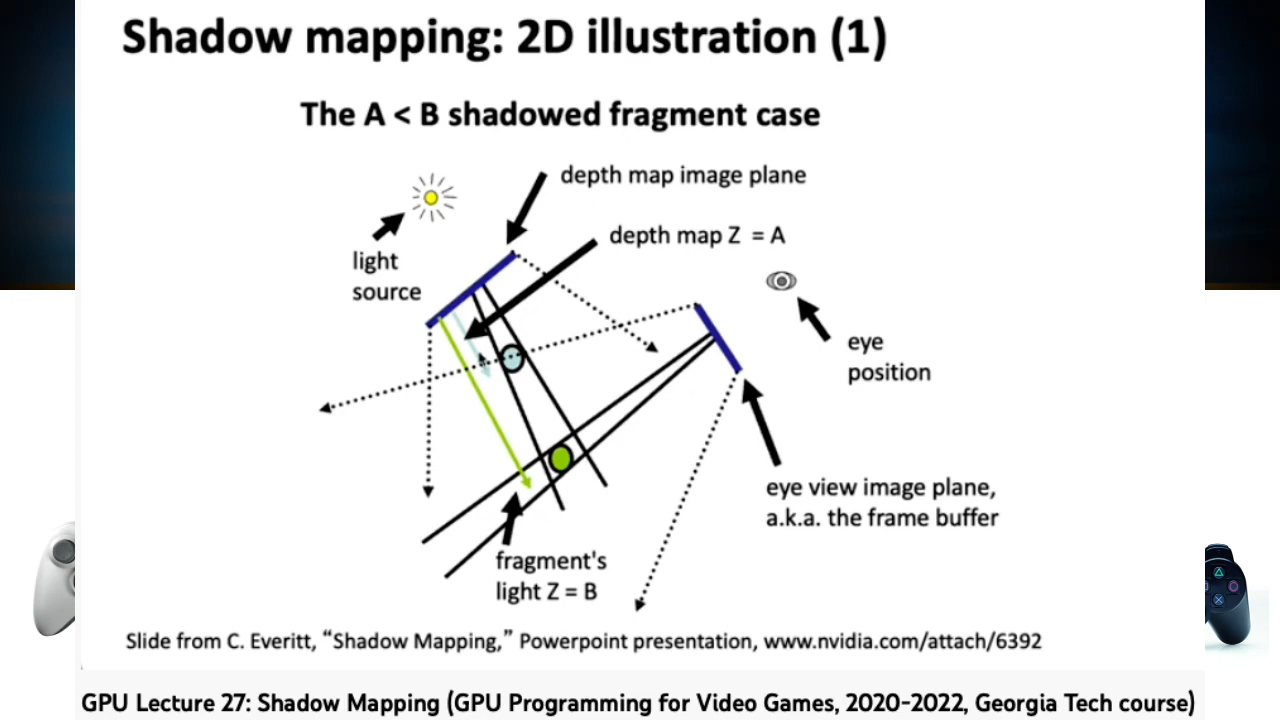 Shadow mapping: 2D illustration (1)
The A < B shadowed fragment case
depth map image plane
depth map Z = A
light
source
eye
position
eye view image plane,
a.k.a. the frame buffer
fragment's
light Z = B
Slide from C. Everitt, “Shadow Mapping,” Powerpoint presentation, www.nvidia.com/attach/6392
GPU Lecture 27: Shadow Mapping (GPU Programming for Video Games, 2020-2022, Georgia Tech course)